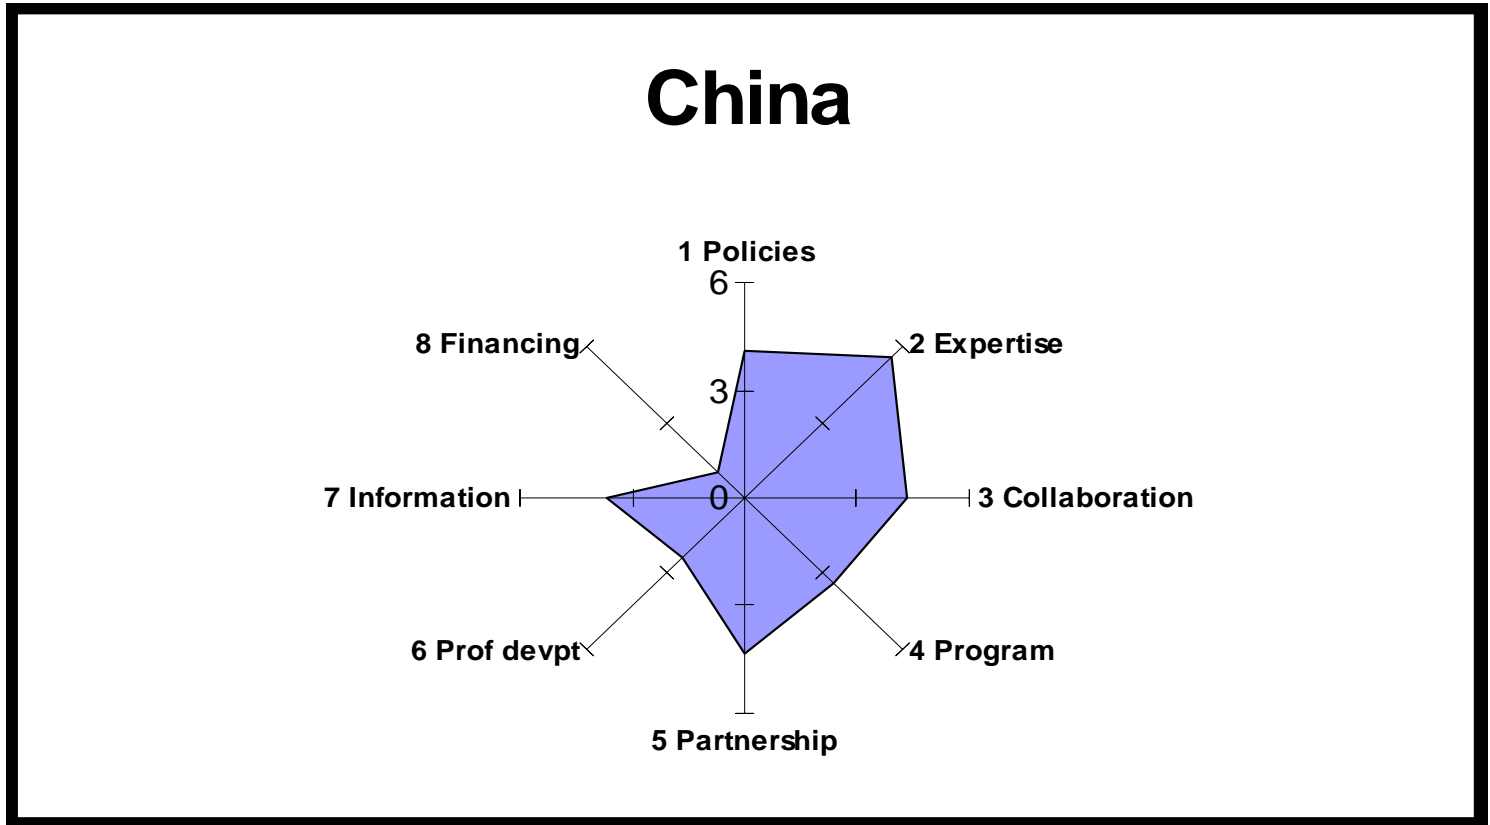 China
1 Policies
6
8 Financing
2 Expertise
3
7 Information
0
3 Collaboration
6 Prof devpt
4 Program
5 Partnership